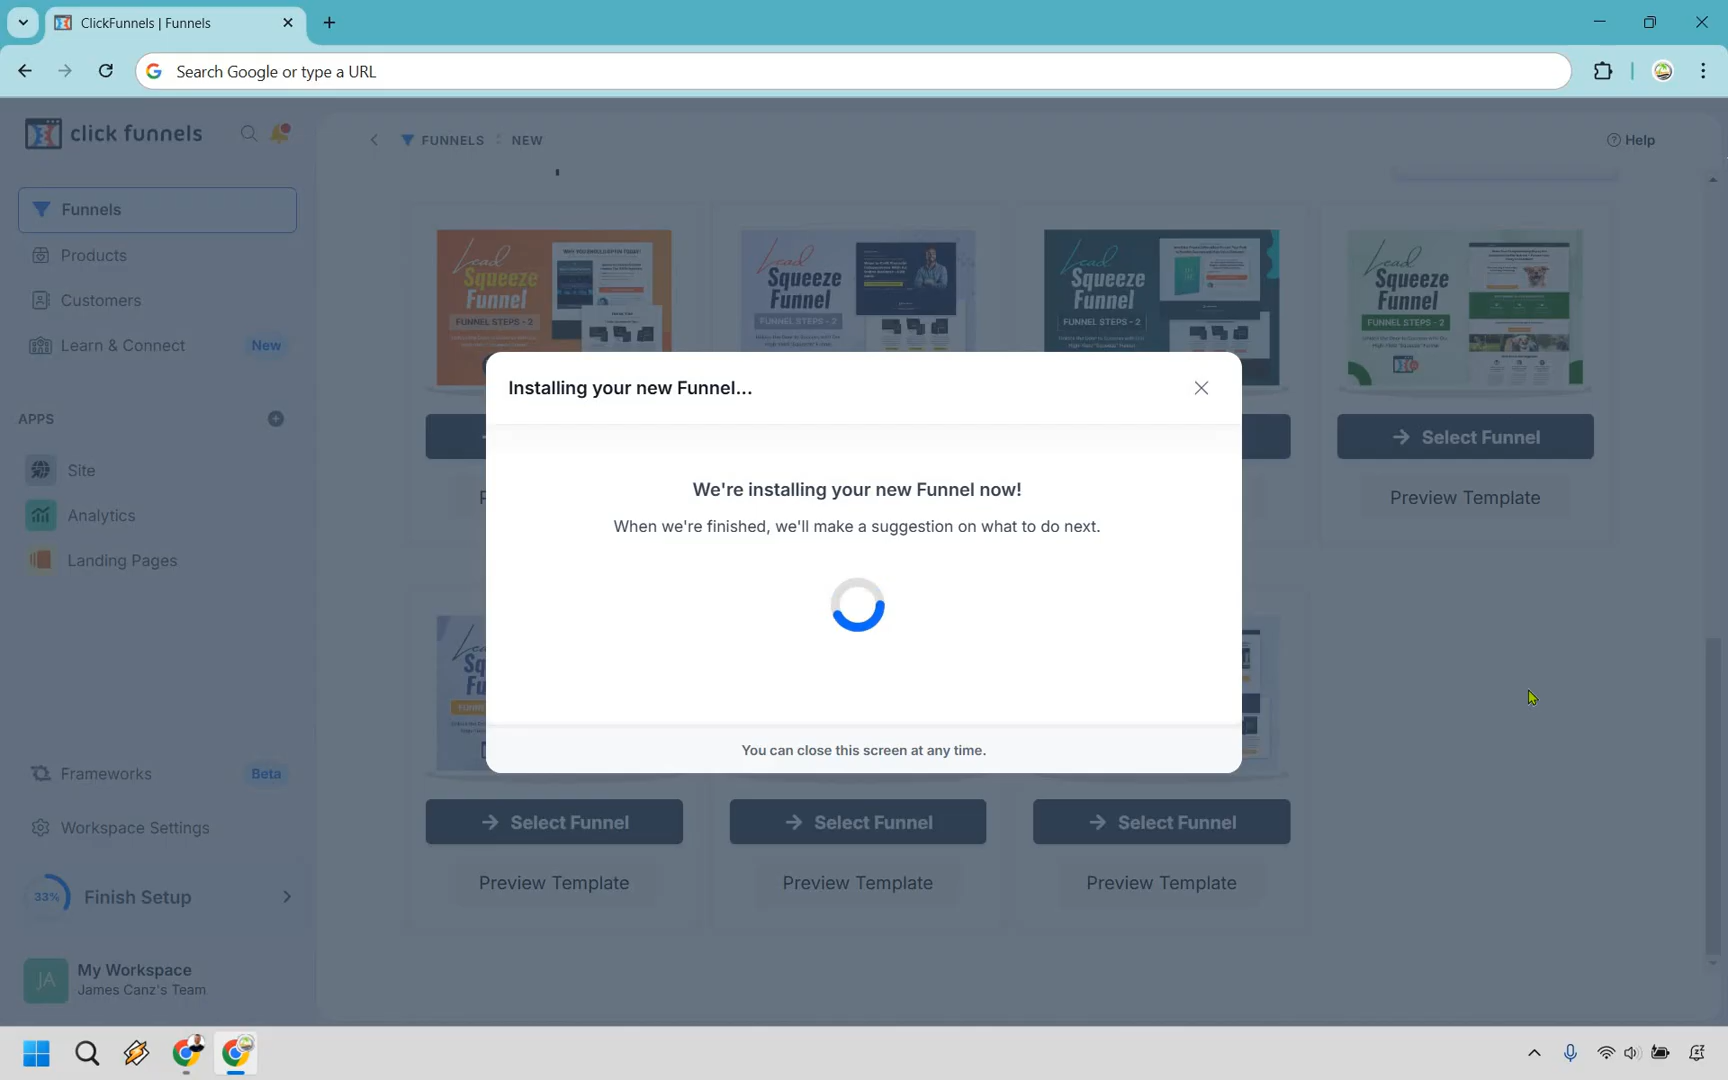 ClickFunnels | Funnels
Search Google or type a URL
click funnels
FUNNELS
NEW
Help
Funnels
Products
Customers
Learn & Connect New
APPS
Site
Analytics
Landing Pages
Frameworks Beta
Workspace Settings
33% Finish Setup
JA
My Workspace
James Canz's Team
Lead
Squeeze
Funnel
FUNNEL STEPS - 2
Lead
Squeeze
Funnel
FUNNEL STEPS - 2
Lead
Squeeze
Funnel
FUNNEL STEPS - 2
Lead
Squeeze
Funnel
FUNNEL STEPS - 2
Select Funnel
Preview Template
Installing your new Funnel...
We're installing your new Funnel now!
When we're finished, we'll make a suggestion on what to do next.
You can close this screen at any time.
Select Funnel
Select Funnel
Select Funnel
Preview Template
Preview Template
Preview Template